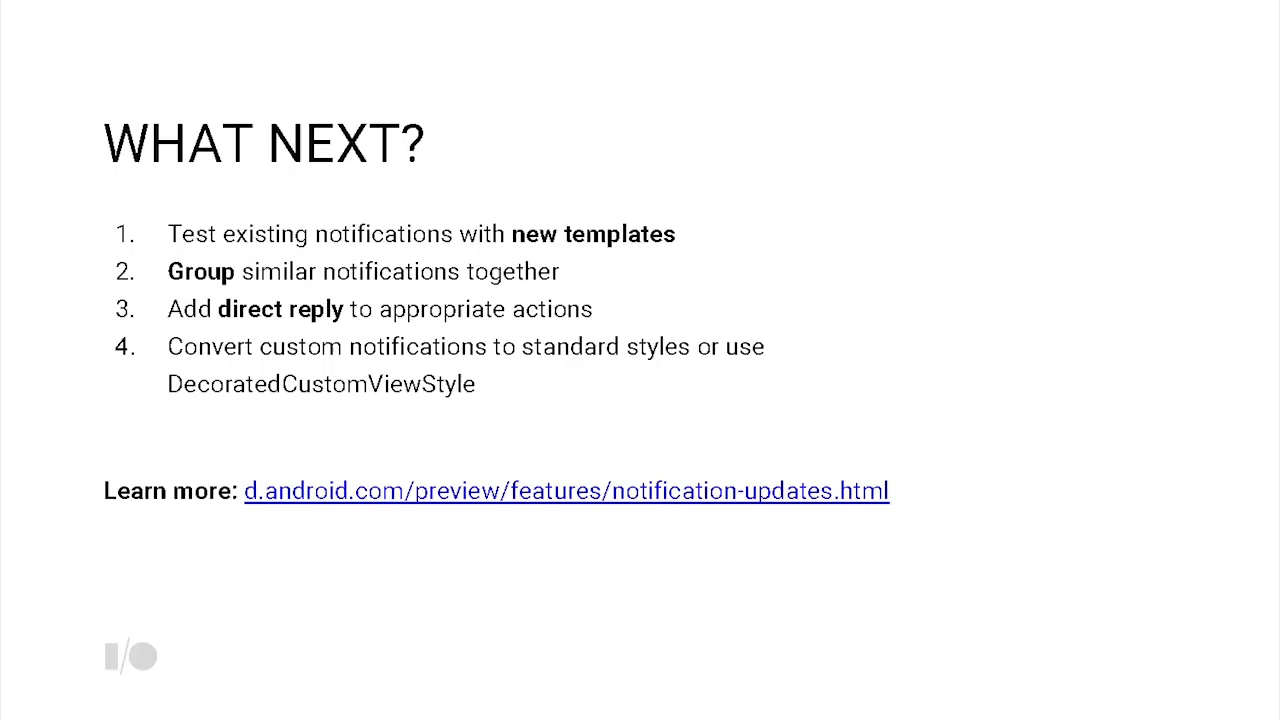 WHAT NEXT?
1. Test existing notifications with new templates
2. Group similar notifications together
3. Add direct reply to appropriate actions
4. Convert custom notifications to standard styles or use
DecoratedCustomViewStyle
Learn more: d.android.com/preview/features/notification-updates.html
I/O